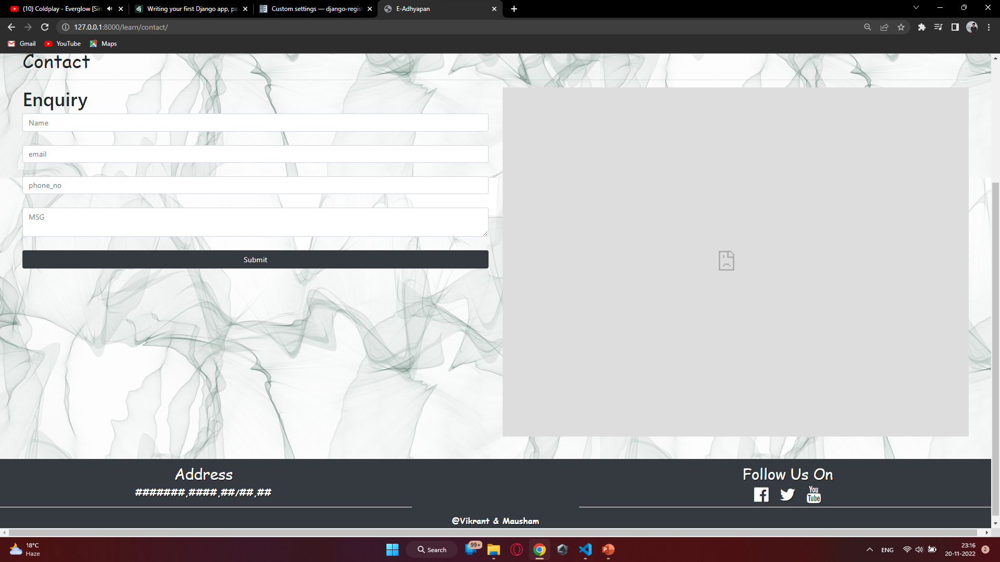 (10) Coldplay - Everglow [Sin
Writing your first Django app, pa
Custom settings — django-regist
E-Adhyapan
127.0.0.1:8000/learn/contact/
Gmail
YouTube
Maps
Contact
Enquiry
Name
email
phone_no
MSG
Submit
Address
#######,####,##/##,##
Follow Us On
You
Tube
@Vikrant & Mausham
18°C
Haze
Search
99+
ENG
23:16
20-11-2022
2